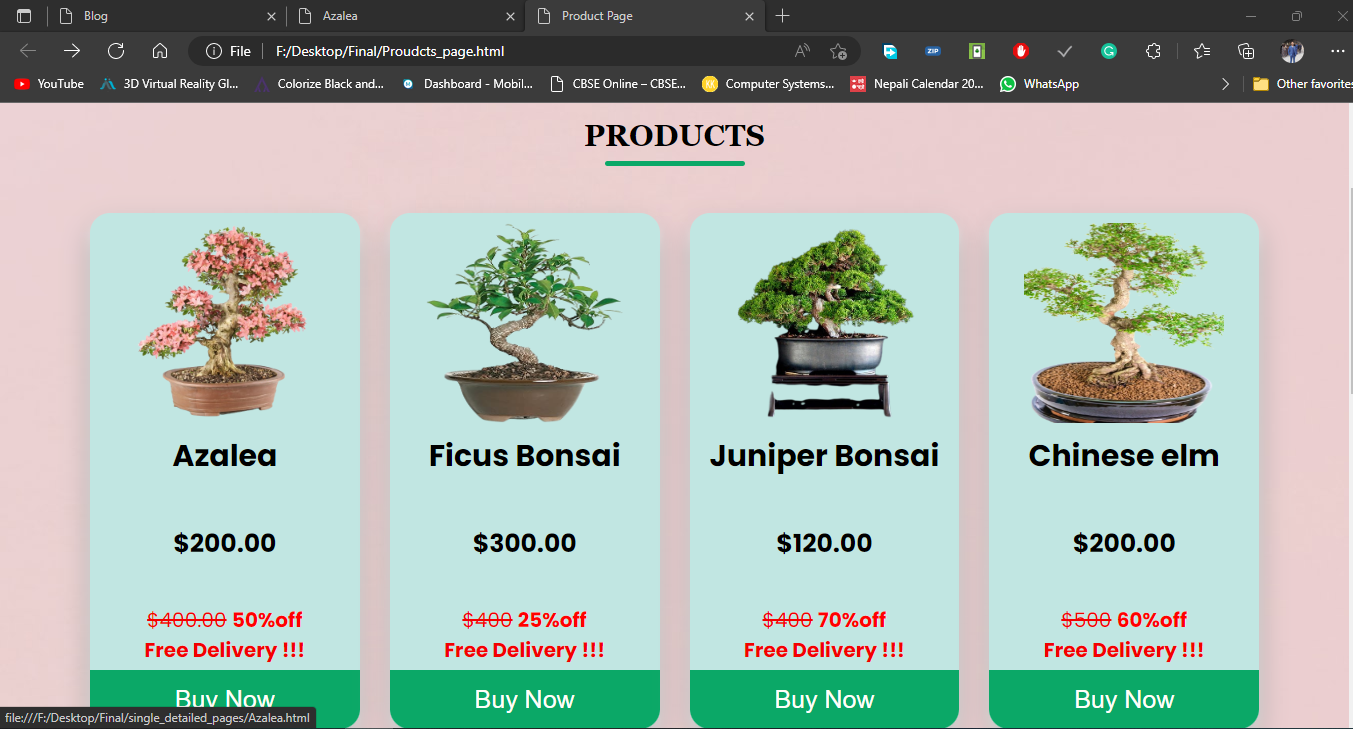 Blog
Azalea
Product Page
File
F:/Desktop/Final/Proudcts_page.html
ZIP
YouTube
3D Virtual Reality Gl...
Colorize Black and...
Dashboard - Mobil...
CBSE Online – CBSE...
Computer Systems...
Nepali Calendar 20...
WhatsApp
Other favorites
PRODUCTS
Azalea
Ficus Bonsai
Juniper Bonsai
Chinese elm
$200.00
$300.00
$120.00
$200.00
$400.00 50%off
$400 25%off
$400 70%off
$500 60%off
Free Delivery !!!
Free Delivery !!!
Free Delivery !!!
Free Delivery !!!
Buy Now
Buy Now
Buy Now
Buy Now
file:///F:/Desktop/Final/single_detailed_pages/Azalea.html